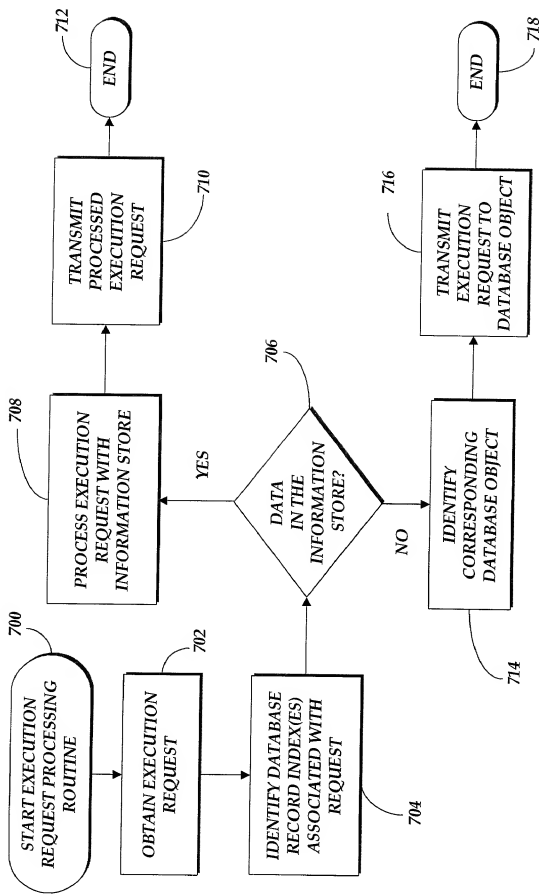 700
START EXECUTION
REQUEST PROCESSING
ROUTINE
702
OBTAIN EXECUTION
REQUEST
704
IDENTIFY DATABASE
RECORD INDEX(ES)
ASSOCIATED WITH
REQUEST
706
DATA
IN THE
INFORMATION
STORE?
YES
708
PROCESS EXECUTION
REQUEST WITH
INFORMATION STORE
710
TRANSMIT
PROCESSED
EXECUTION
REQUEST
712
END
NO
714
IDENTIFY
CORRESPONDING
DATABASE OBJECT
716
TRANSMIT
EXECUTION
REQUEST TO
DATABASE OBJECT
718
END